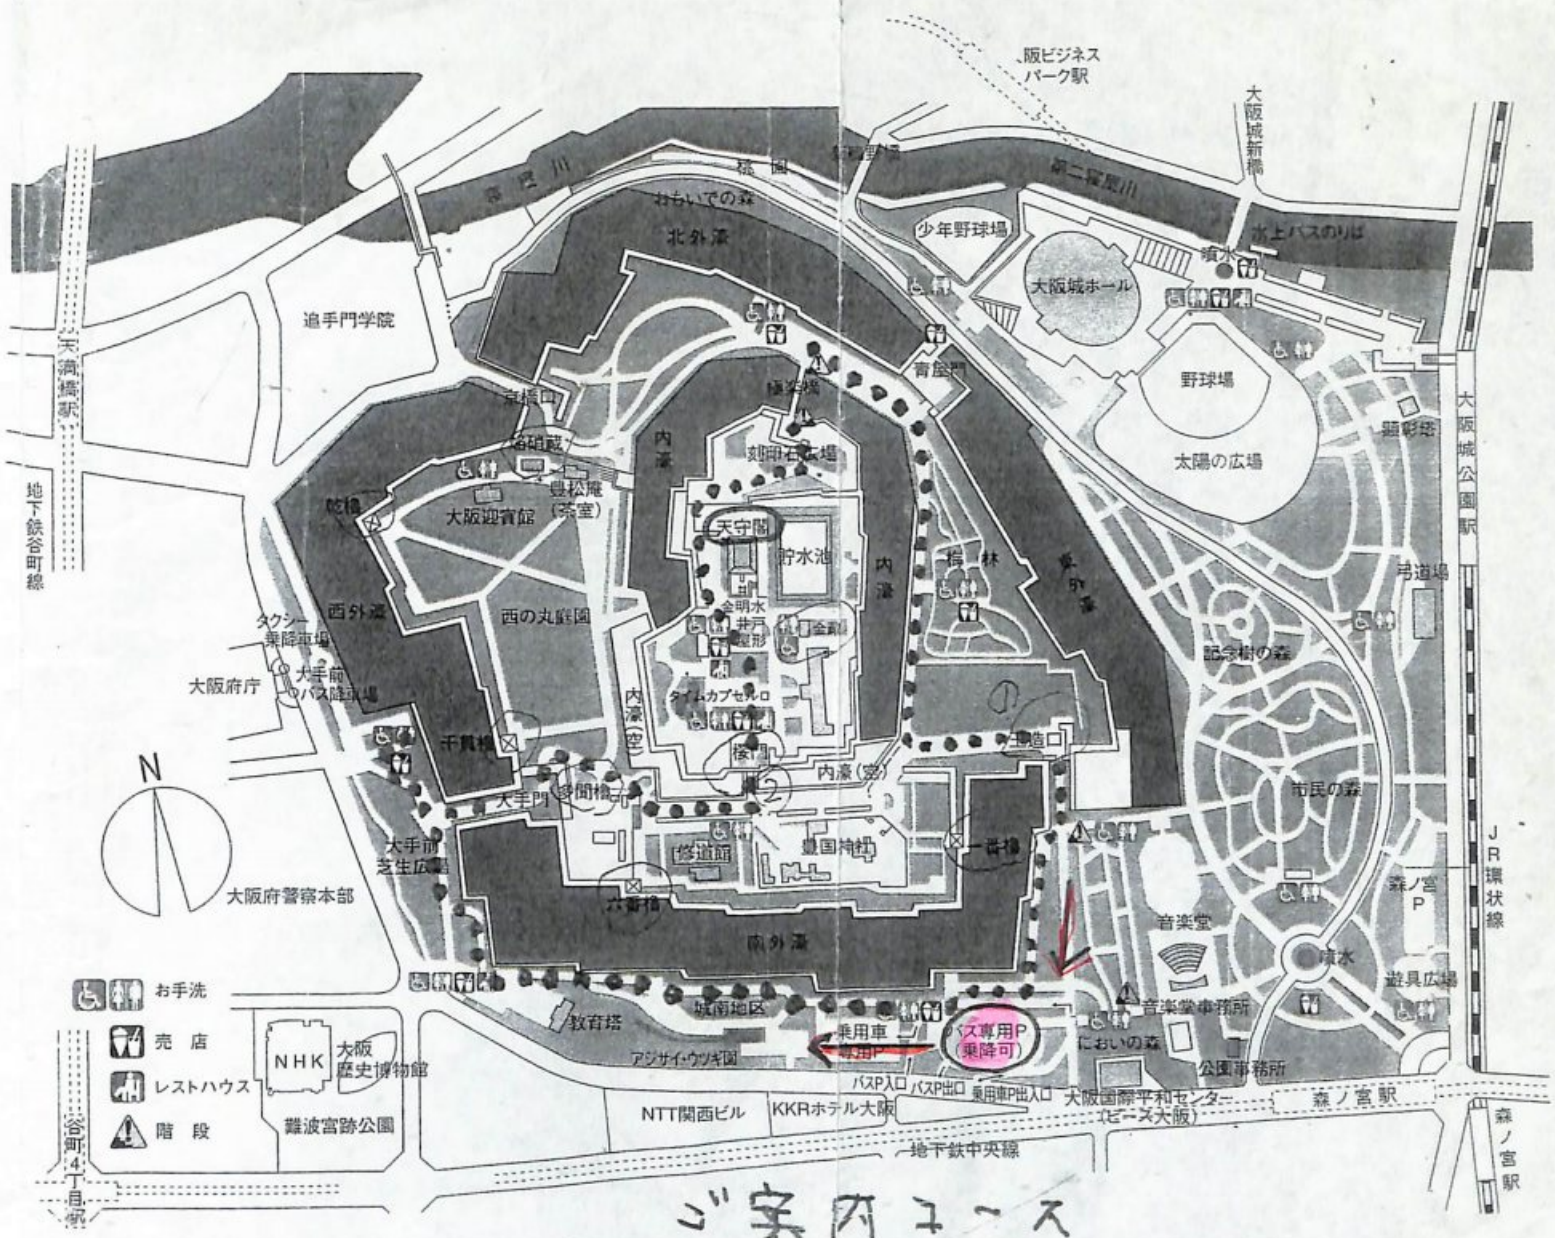 阪ビジネス
パーク駅
大阪城新橋
第二寝屋川
寝屋川
桃園
おもいでの森
北外濠
少年野球場
水上バスのりば
噴水
大阪城ホール
追手門学院
天満橋駅
極楽橋
青屋門
野球場
大阪城公園駅
京橋口
顕彰塔
内濠
刻印石広場
太陽の広場
焔硝蔵
豊松庵
(茶室)
地下鉄谷町線
乾櫓
大阪迎賓館
天守閣
貯水池
内濠
梅林
東外濠
弓道場
西外濠
西の丸庭園
金明水
井戸
屋形
金蔵
タクシー
乗降車場
記念樹の森
大阪府庁
大手前
バス降車場
タイムカプセル
内濠(空)
①
千貫櫓
桜門
玉造口
内濠(空)
②
N
大手門
多聞櫓
市民の森
大手前
芝生広場
修道館
豊国神社
一番櫓
JR環状線
大阪府警察本部
六番櫓
森ノ宮
P
音楽堂
南外濠
噴水
お手洗
遊具広場
城南地区
音楽堂事務所
教育塔
乗用車
専用P
バス専用P
(乗降可)
においの森
売店
NHK
大阪
歴史博物館
アジサイ・ウツギ園
公園事務所
レストハウス
バスP入口
バスP出口
乗用車P出入口
大阪国際平和センター
(ピース大阪)
森ノ宮駅
NTT関西ビル
KKRホテル大阪
階段
難波宮跡公園
地下鉄中央線
谷町4丁目駅
森ノ宮駅
ご案内コース